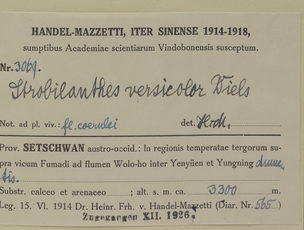 HANDEL-MAZZETTI, ITER SINENSE 1914-1918,
sumptibus Academiae scientiarum Vindobonensis susceptum.
Nr. 3069.
Strobilanthes versicolor Diels
Not. ad pl. viv.: fl. coerulei det. H.-M.
Prov. SETSCHWAN austro-occid.: In regionis temperatae tergorum su-
pra vicum Fumadi ad flumen Wolo-ho inter Yenyüen et Yungning dume-
tis.
Substr. calceo et arenaceo ; alt. s. m. ca. 3300 m.
Leg. 15. VI. 1914 Dr. Heinr. Frh. v. Handel-Mazzetti (Diar. Nr. 565)
Zugegangen XII. 1926.